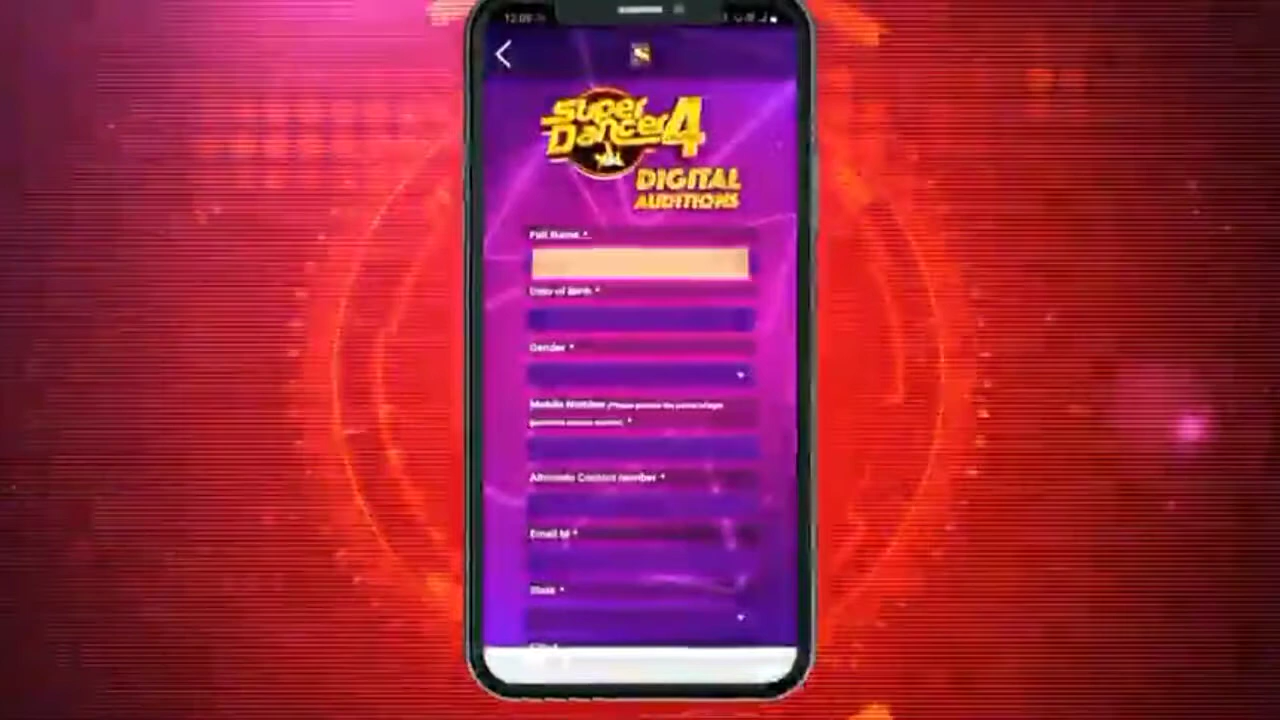 Super
Dancer 4
DIGITAL
AUDITIONS
Full Name *
Date of Birth *
Gender *
Mobile Number
Alternate Contact number *
Email Id *
State *